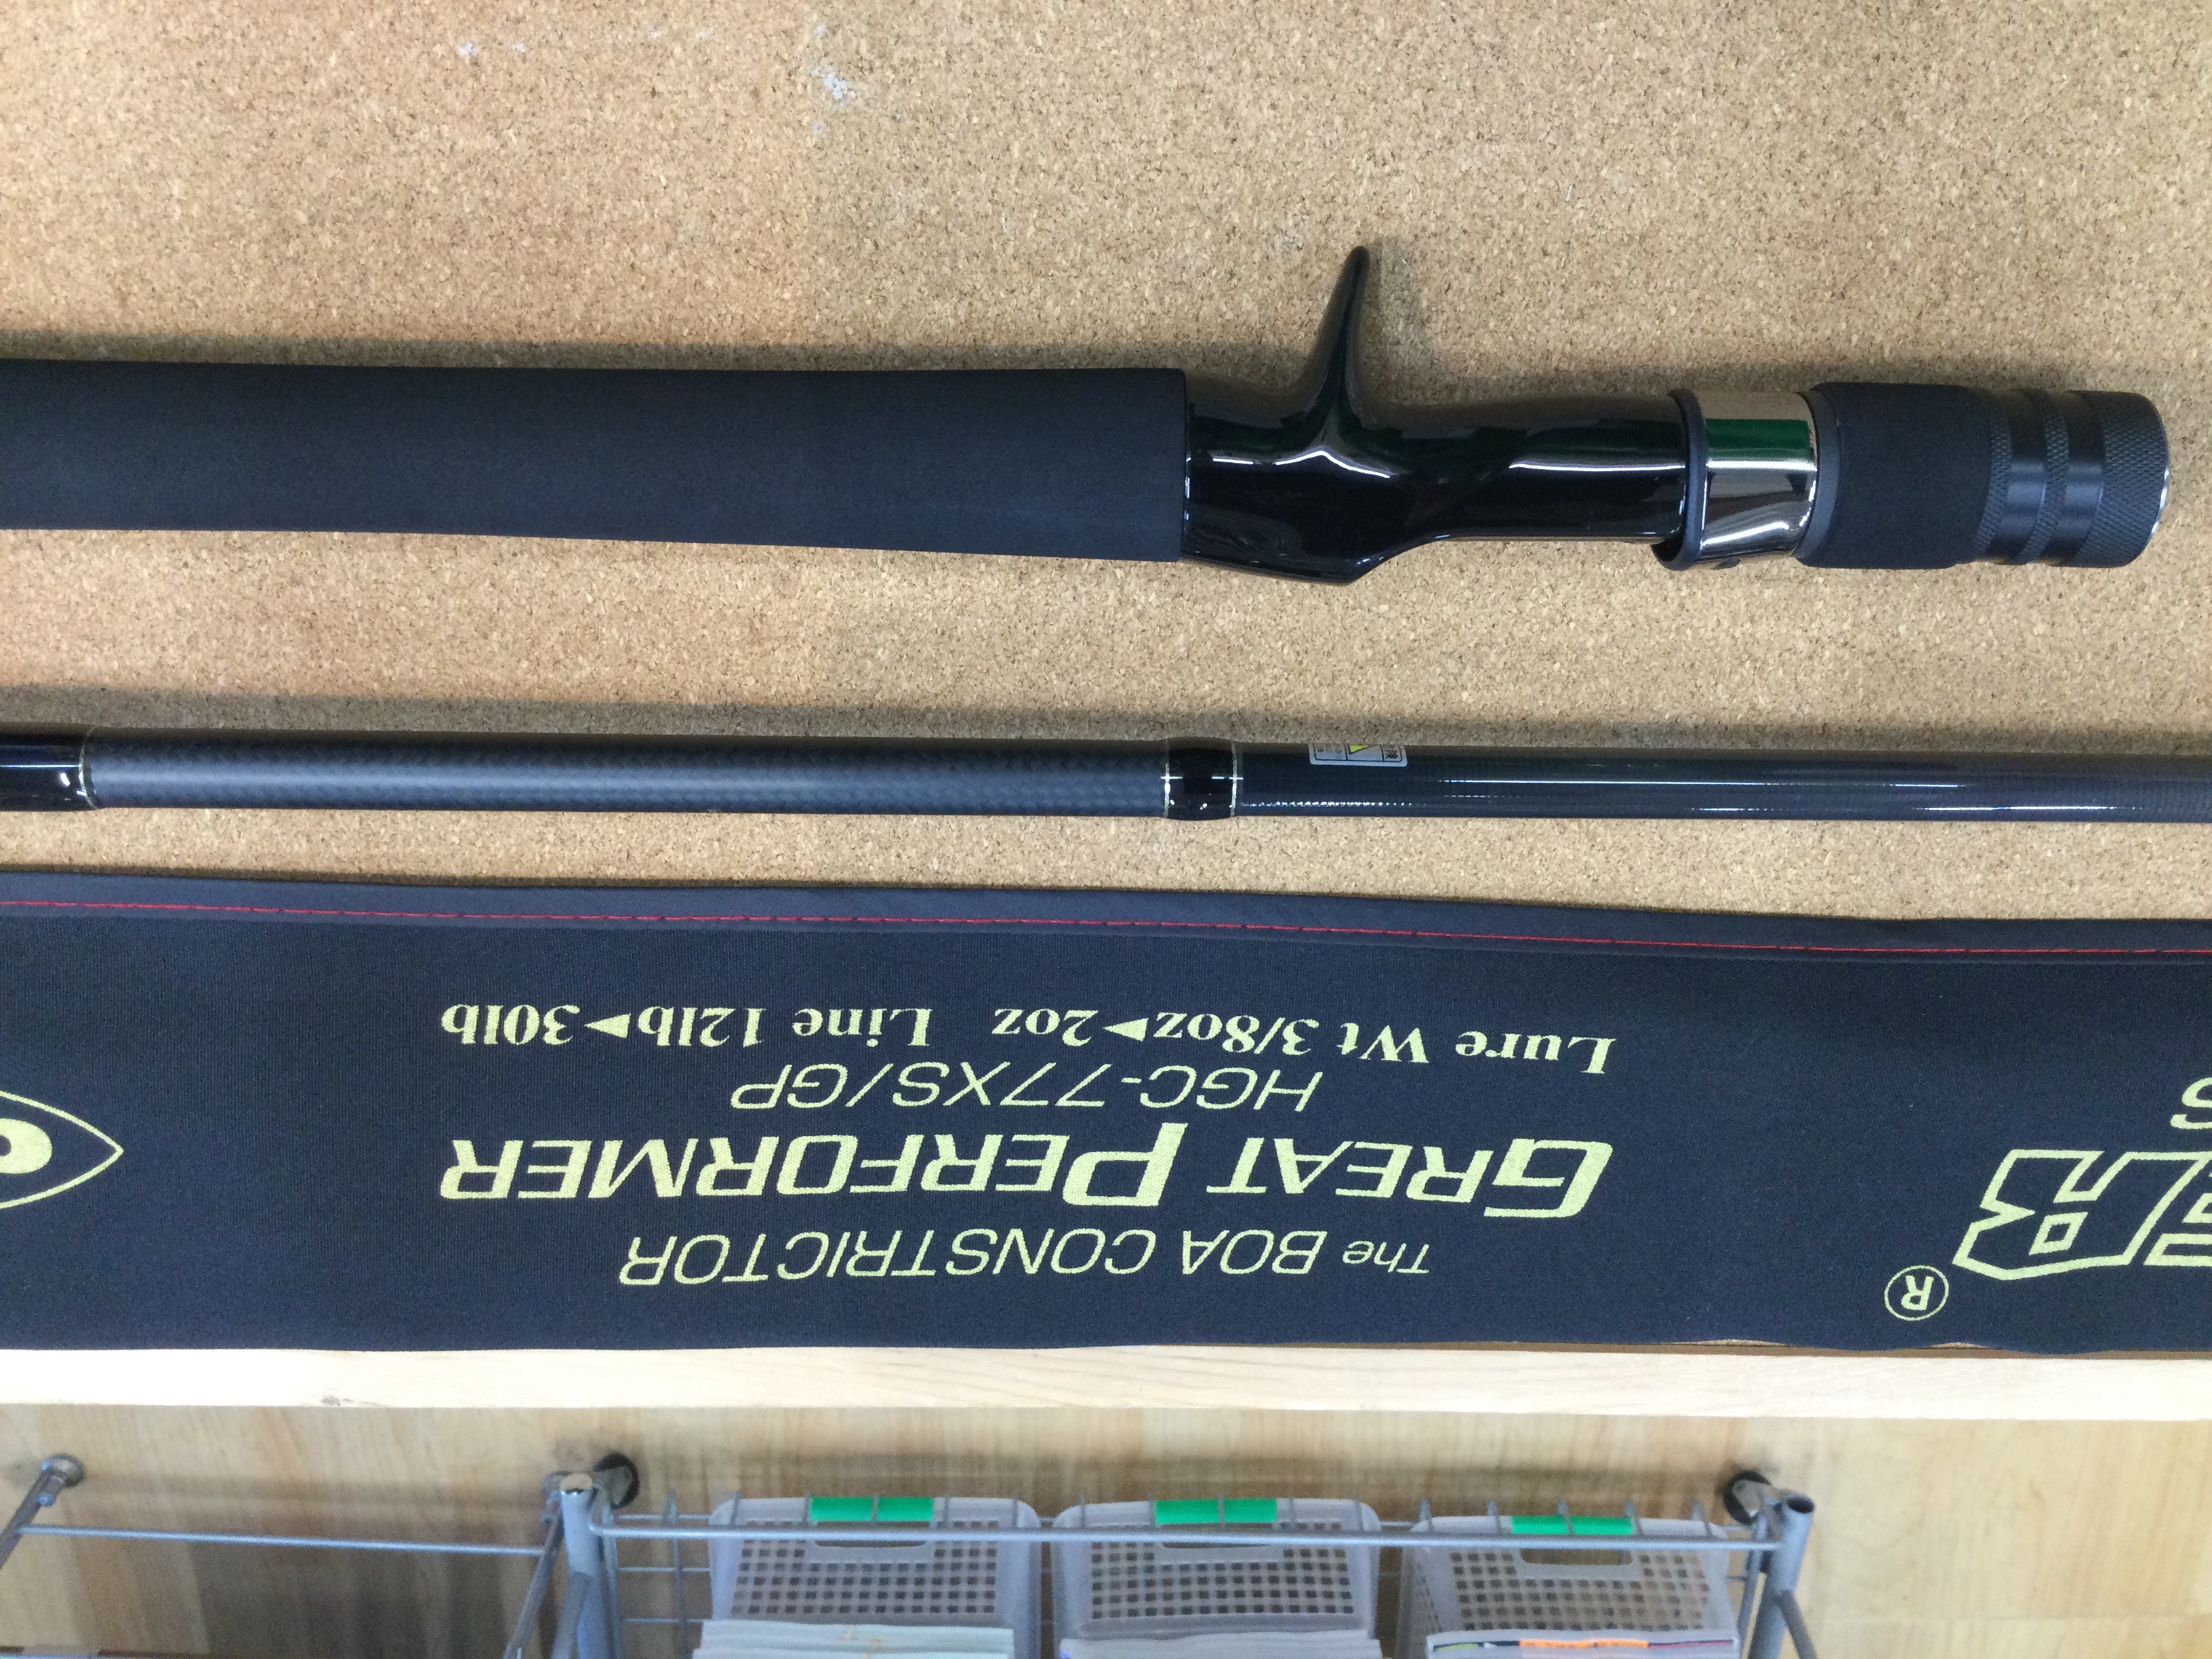 The BOA CONSTRICTOR
GREAT PERFORMER
HGC-77XS/GP
Lure Wt 3/8oz▶2oz Line 12lb▶30lb
®